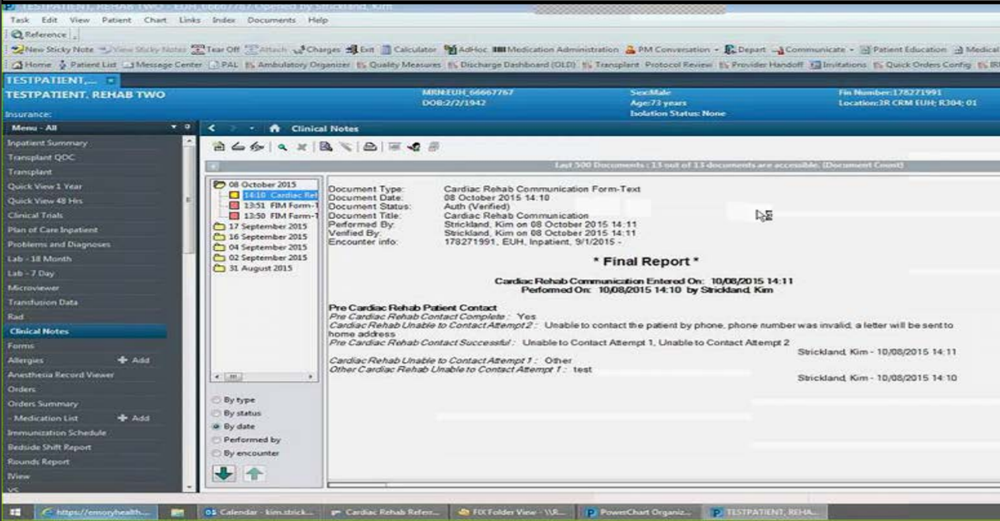 TESTPATIENT, REHAB TWO - EUH_66667767 Opened by Strickland, Kim
Task Edit View Patient Chart Links Index Documents Help
Reference
New Sticky Note View Sticky Notes Tear Off Attach Charges Exit Calculator AdHoc Medication Administration PM Conversation Depart Communicate Patient Education Medical
Home Patient List Message Center PAL Ambulatory Organizer Quality Measures Discharge Dashboard (OLD) Transplant Protocol Review Provider Handoff Invitations Quick Orders Config
TESTPATIENT,...
TESTPATIENT, REHAB TWO MRN:EUH_66667767 Sex:Male Fin Number:178271991
DOB:2/2/1942 Age:73 years Location:3R CRM EUH; R304; 01
Insurance: Isolation Status: None
Menu - All
Clinical Notes
Inpatient Summary
Transplant QOC
Transplant
Quick View 1 Year
Quick View 48 Hrs
Clinical Trials
Plan of Care Inpatient
Problems and Diagnoses
Lab - 18 Month
Lab - 7 Day
Microviewer
Transfusion Data
Rad
Clinical Notes
Forms
Allergies + Add
Anesthesia Record Viewer
Orders
Orders Summary
- Medication List + Add
Immunization Schedule
Bedside Shift Report
Rounds Report
IView
VS
Last 500 Documents : 13 out of 13 documents are accessible. (Document Count)
08 October 2015
14:10 Cardiac Reh
13:51 FIM Form-T
13:50 FIM Form-T
17 September 2015
16 September 2015
04 September 2015
02 September 2015
31 August 2015
By type
By status
By date
Performed by
By encounter
Document Type: Cardiac Rehab Communication Form-Text
Document Date: 08 October 2015 14:10
Document Status: Auth (Verified)
Document Title: Cardiac Rehab Communication
Performed By: Strickland, Kim on 08 October 2015 14:11
Verified By: Strickland, Kim on 08 October 2015 14:11
Encounter info: 178271991, EUH, Inpatient, 9/1/2015 -
* Final Report *
Cardiac Rehab Communication Entered On: 10/08/2015 14:11
Performed On: 10/08/2015 14:10 by Strickland, Kim
Pre Cardiac Rehab Patient Contact
Pre Cardiac Rehab Contact Complete : Yes
Cardiac Rehab Unable to Contact Attempt 2 : Unable to contact the patient by phone, phone number was invalid, a letter will be sent to
home address
Pre Cardiac Rehab Contact Successful : Unable to Contact Attempt 1, Unable to Contact Attempt 2
Strickland, Kim - 10/08/2015 14:11
Cardiac Rehab Unable to Contact Attempt 1 : Other
Other Cardiac Rehab Unable to Contact Attempt 1 : test
Strickland, Kim - 10/08/2015 14:10
https://emoryhealth... Calendar - kim.strick... Cardiac Rehab Referr... FIX Folder View - \\R... PowerChart Organiz... TESTPATIENT, REHA...